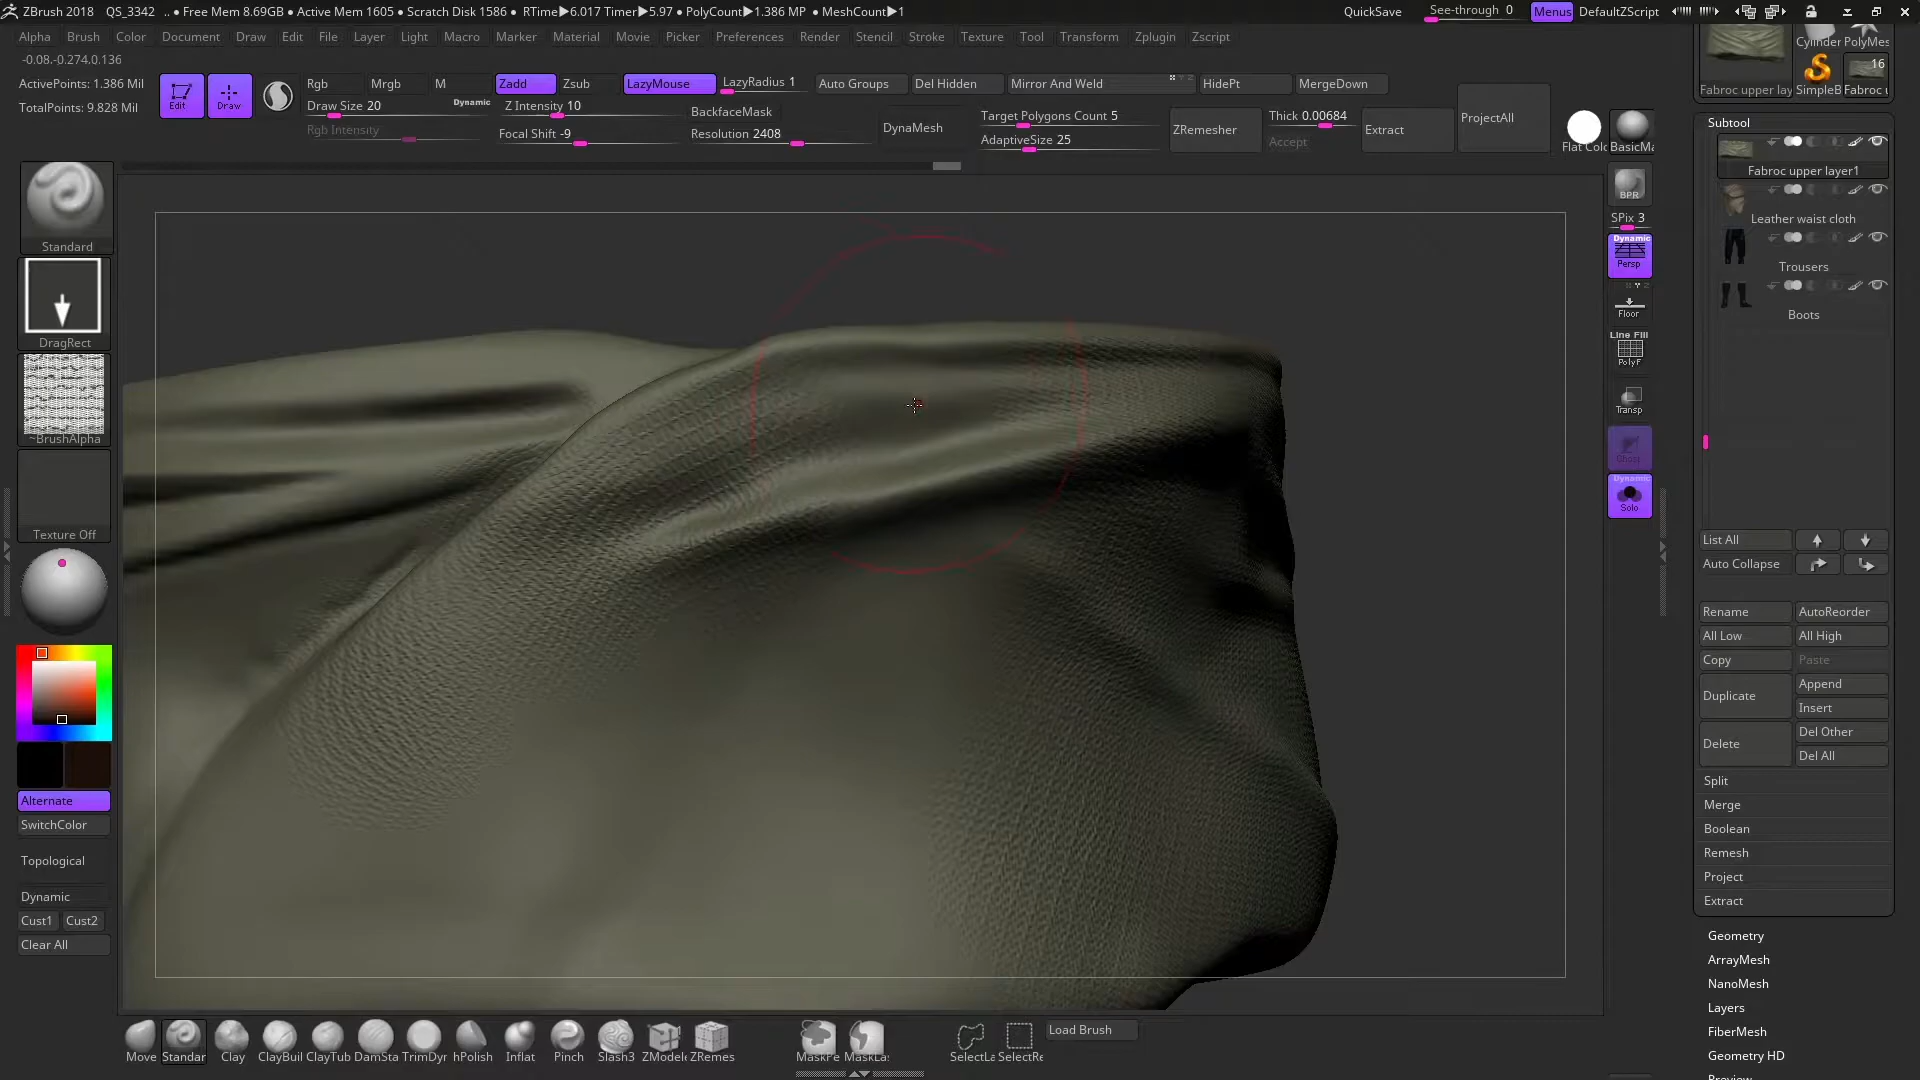 ZBrush 2018 QS_3342 .. • Free Mem 8.69GB • Active Mem 1605 • Scratch Disk 1586 • RTime▶6.017 Timer▶5.97 • PolyCount▶1.386 MP • MeshCount▶1
QuickSave See-through 0 Menus DefaultZScript
Alpha Brush Color Document Draw Edit File Layer Light Macro Marker Material Movie Picker Preferences Render Stencil Stroke Texture Tool Transform Zplugin Zscript
-0.08.-0.274.0.136
ActivePoints: 1.386 Mil
TotalPoints: 9.828 Mil
Edit
Draw
Rgb Mrgb M Zadd Zsub LazyMouse LazyRadius 1 Auto Groups Del Hidden Mirror And Weld HidePt MergeDown
Draw Size 20 Dynamic Z Intensity 10 BackfaceMask
Rgb Intensity Focal Shift -9 Resolution 2408
DynaMesh
Target Polygons Count 5
AdaptiveSize 25
ZRemesher
Thick 0.00684
Accept
Extract
ProjectAll
Flat Colo BasicMa
Cylinder PolyMes
16
Fabroc upper lay SimpleB Fabroc u
Standard
DragRect
~BrushAlpha
Texture Off
Alternate
SwitchColor
Topological
Dynamic
Cust1 Cust2
Clear All
BPR
SPix 3
Dynamic
Persp
Floor
Line Fill
PolyF
Transp
Ghost
Dynamic
Solo
Subtool
Fabroc upper layer1
Leather waist cloth
Trousers
Boots
List All
Auto Collapse
Rename AutoReorder
All Low All High
Copy Paste
Duplicate Append
Insert
Delete Del Other
Del All
Split
Merge
Boolean
Remesh
Project
Extract
Geometry
ArrayMesh
NanoMesh
Layers
FiberMesh
Geometry HD
Preview
Move Standar Clay ClayBuil ClayTub DamSta TrimDyr hPolish Inflat Pinch Slash3 ZModele ZRemes MaskPe MaskLa: SelectLa SelectRe
Load Brush